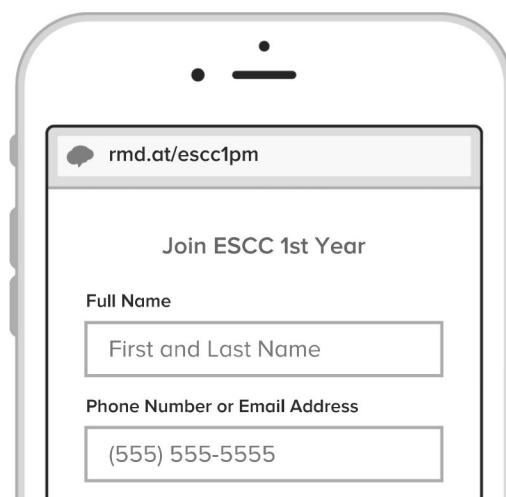 rmd.at/escc1pm
Join ESCC 1st Year
Full Name
First and Last Name
Phone Number or Email Address
(555) 555-5555